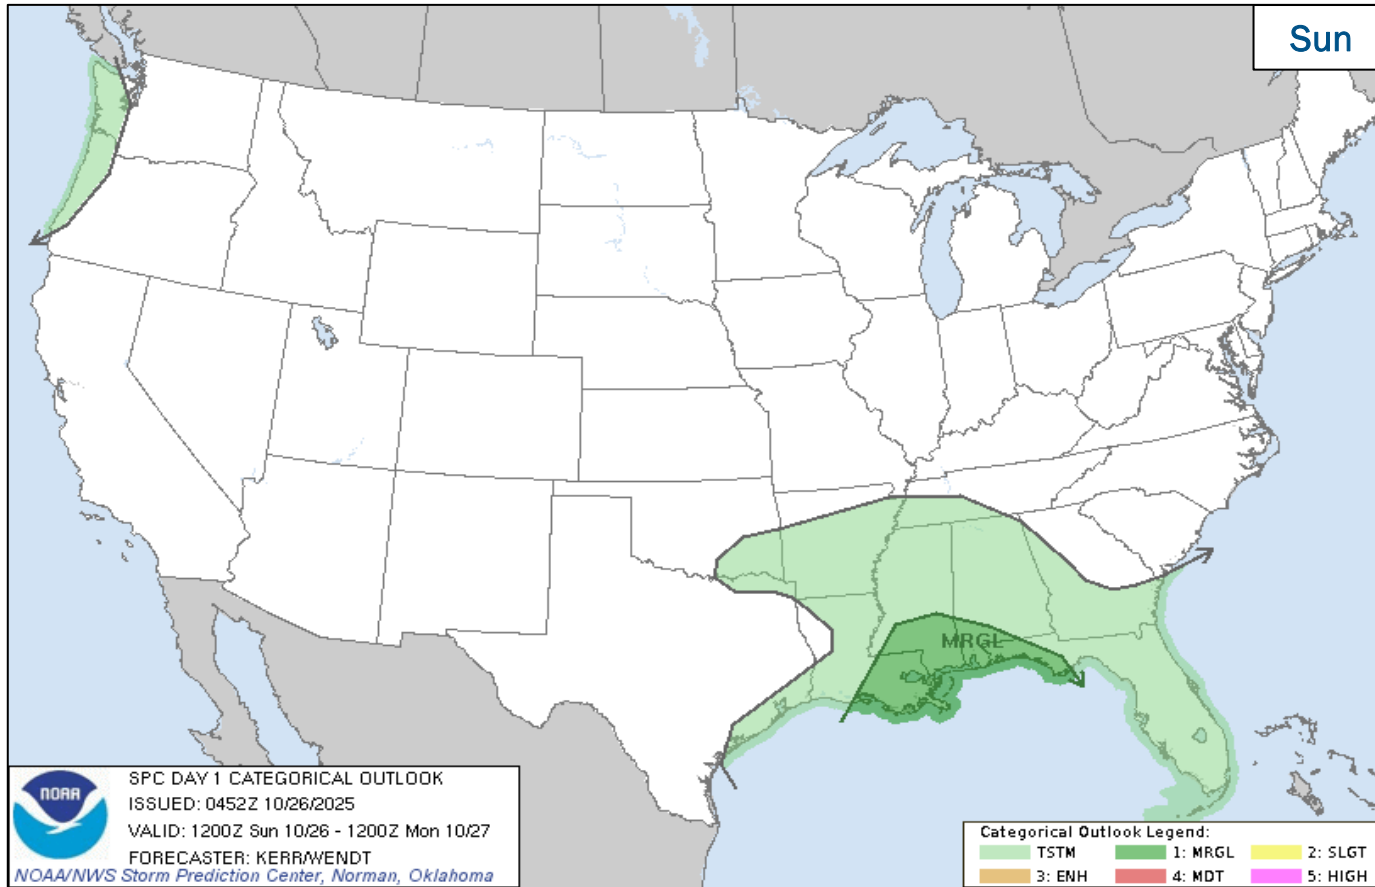 Sun
MRGL
NOAA
SPC DAY 1 CATEGORICAL OUTLOOK
ISSUED: 0452Z 10/26/2025
VALID: 1200Z Sun 10/26 - 1200Z Mon 10/27
FORECASTER: KERR/WENDT
NOAA/NWS Storm Prediction Center, Norman, Oklahoma
Categorical Outlook Legend:
TSTM 1: MRGL 2: SLGT
3: ENH 4: MDT 5: HIGH